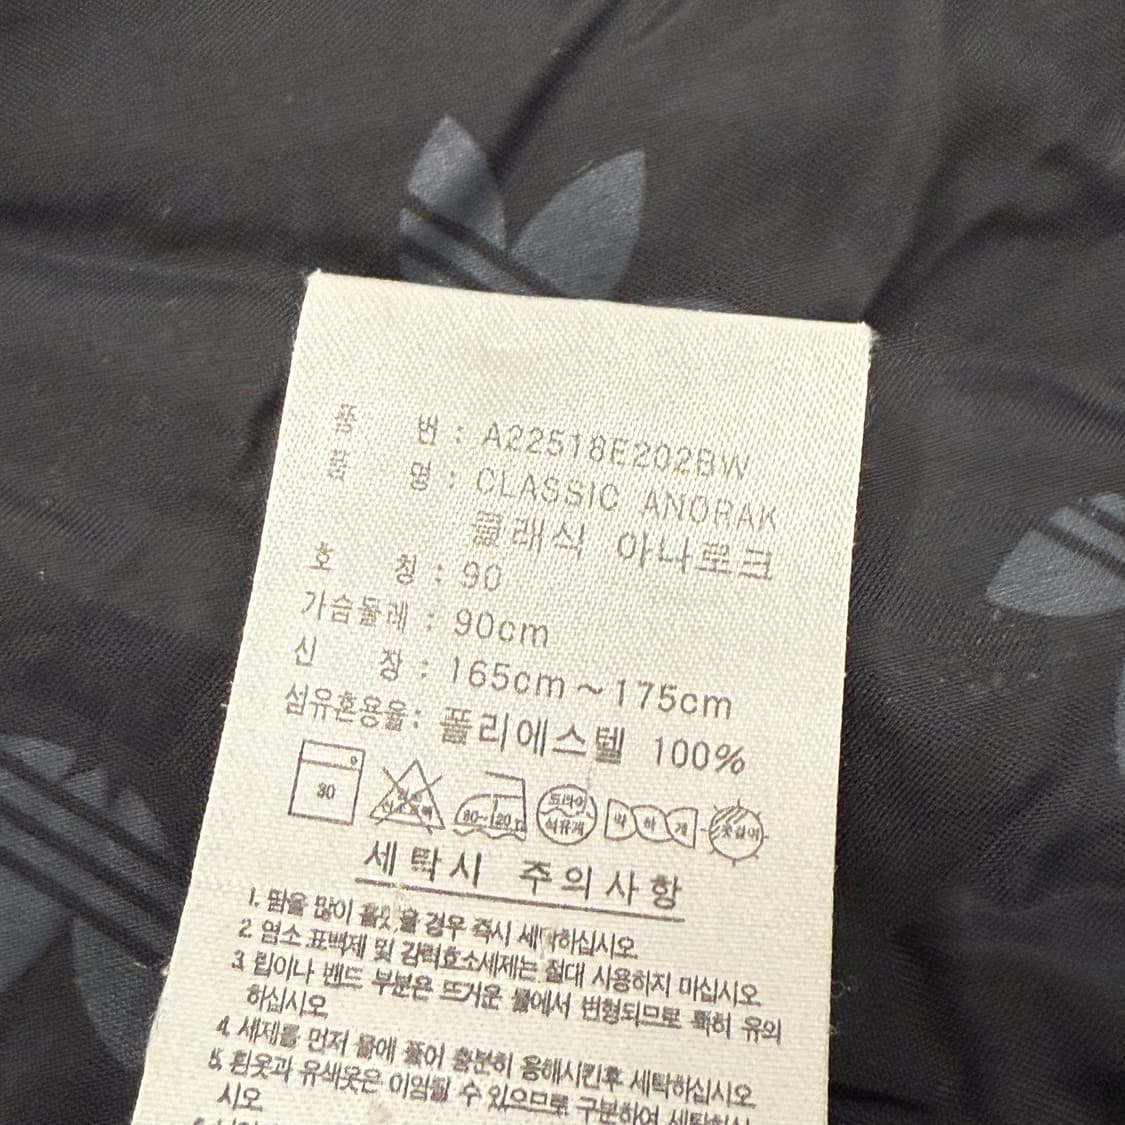 품 번 : A22518E202BW
품 명 : CLASSIC ANORAK
클래식 아나로크
호 칭 : 90
가슴둘레 : 90cm
신 장 : 165cm~175cm
섬유혼용율: 폴리에스텔 100%
30 80~120℃ 드라이 석유계 약하게 옷걸이
세탁시 주의사항
1. 땀을 많이 흘렸을 경우 즉시 세탁하십시오
2. 염소 표백제 및 강력효소세제는 절대 사용하지 마십시오
3. 립이나 밴드 부분은 뜨거운 물에서 변형되므로 특히 유의
하십시오
4. 세제를 먼저 물에 풀어 충분히 용해시킨후 세탁하십시오
5. 흰옷과 유색옷은 이염될 수 있으므로 구분하여 세탁하십
시오